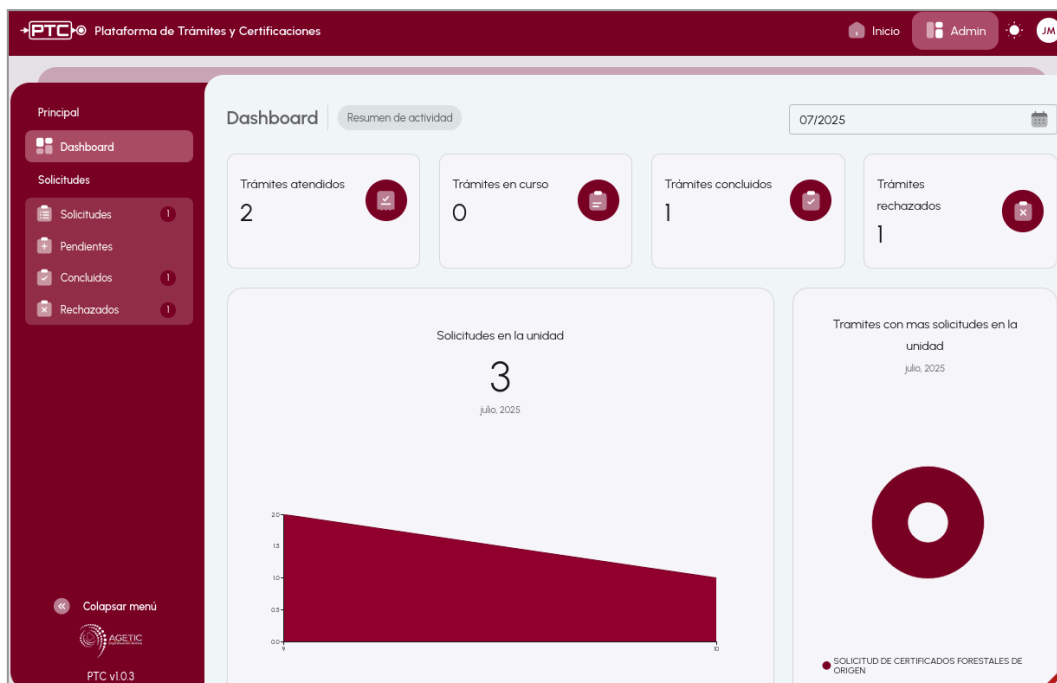 PTC Plataforma de Trámites y Certificaciones
Inicio
Admin
JM
Principal
Dashboard
Solicitudes
Solicitudes 1
Pendientes
Concluidos 1
Rechazados 1
Colapsar menú
AGETIC
PTC v1.0.3
Dashboard
Resumen de actividad
07/2025
Trámites atendidos
2
Trámites en curso
0
Trámites concluidos
1
Trámites
rechazados
1
Solicitudes en la unidad
3
julio, 2025
2.0
1.5
1.0
0.5
0.0
9
10
Tramites con mas solicitudes en la
unidad
julio, 2025
SOLICITUD DE CERTIFICADOS FORESTALES DE
ORIGEN